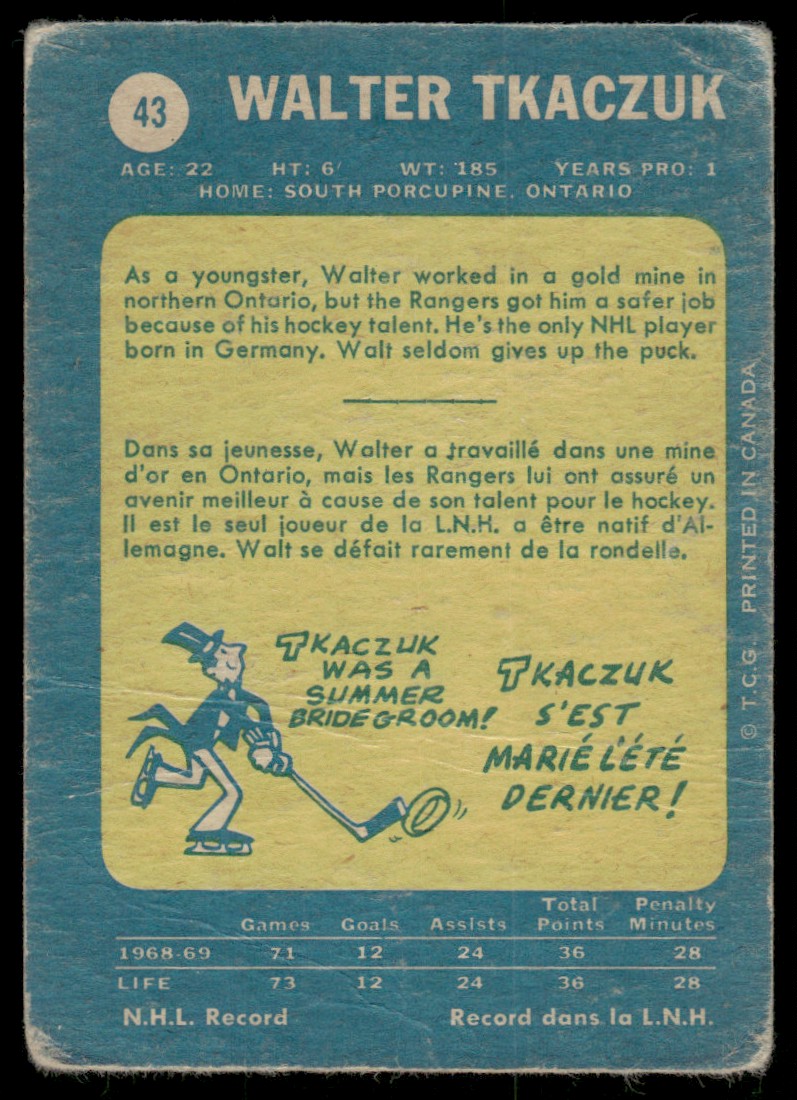 43
WALTER TKACZUK
AGE: 22 HT: 6' WT: 185 YEARS PRO: 1
HOME: SOUTH PORCUPINE, ONTARIO
As a youngster, Walter worked in a gold mine in
northern Ontario, but the Rangers got him a safer job
because of his hockey talent. He's the only NHL player
born in Germany. Walt seldom gives up the puck.
Dans sa jeunesse, Walter a travaillé dans une mine
d'or en Ontario, mais les Rangers lui ont assuré un
avenir meilleur à cause de son talent pour le hockey.
Il est le seul joueur de la L.N.H. a être natif d'Al-
lemagne. Walt se défait rarement de la rondelle.
TKACZUK
WAS A
SUMMER
BRIDEGROOM!
TKACZUK
S'EST
MARIÉ L'ÉTÉ
DERNIER!
© T.C.G. PRINTED IN CANADA
Games Goals Assists Total Points Penalty Minutes
1968-69 71 12 24 36 28
LIFE 73 12 24 36 28
N.H.L. Record Record dans la L.N.H.